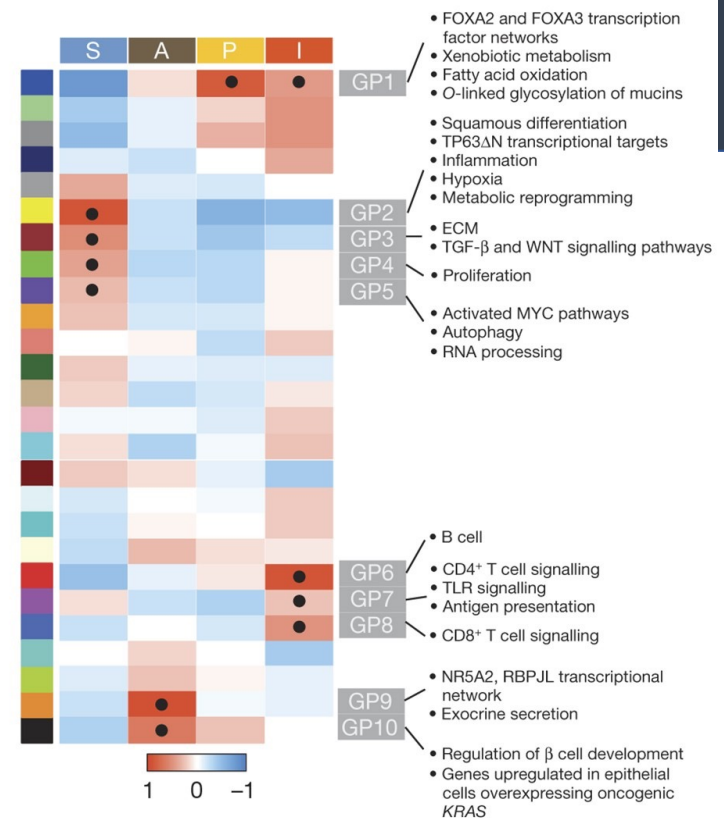 S A P I
GP1
• FOXA2 and FOXA3 transcription
factor networks
• Xenobiotic metabolism
• Fatty acid oxidation
• O-linked glycosylation of mucins
GP2
• Squamous differentiation
• TP63ΔN transcriptional targets
• Inflammation
• Hypoxia
• Metabolic reprogramming
GP3
• ECM
• TGF-β and WNT signalling pathways
GP4
• Proliferation
GP5
• Activated MYC pathways
• Autophagy
• RNA processing
GP6
• B cell
GP7
• CD4⁺ T cell signalling
• TLR signalling
• Antigen presentation
GP8
• CD8⁺ T cell signalling
GP9
• NR5A2, RBPJL transcriptional
network
• Exocrine secretion
GP10
• Regulation of β cell development
• Genes upregulated in epithelial
cells overexpressing oncogenic
KRAS
1 0 –1